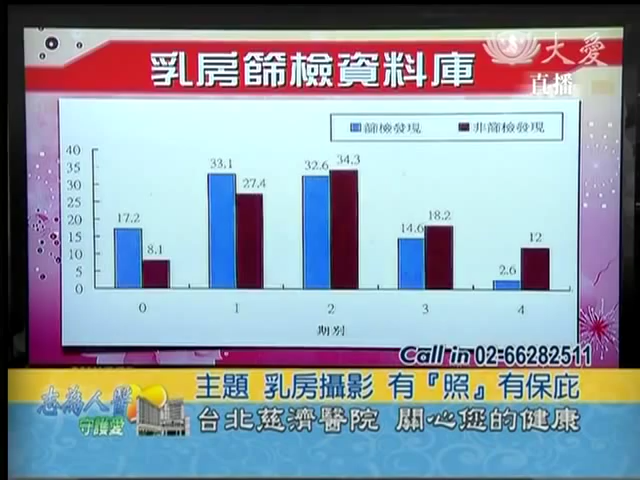 大愛
直播
乳房篩檢資料庫
篩檢發現 非篩檢發現
40
35
30
25
20
15
10
5
0
17.2 8.1 33.1 27.4 32.6 34.3 14.6 18.2 2.6 12
0 1 2 3 4
期別
Call in 02-66282511
志為人醫
守護愛
主題 乳房攝影 有『照』有保庇
台北慈濟醫院 關心您的健康